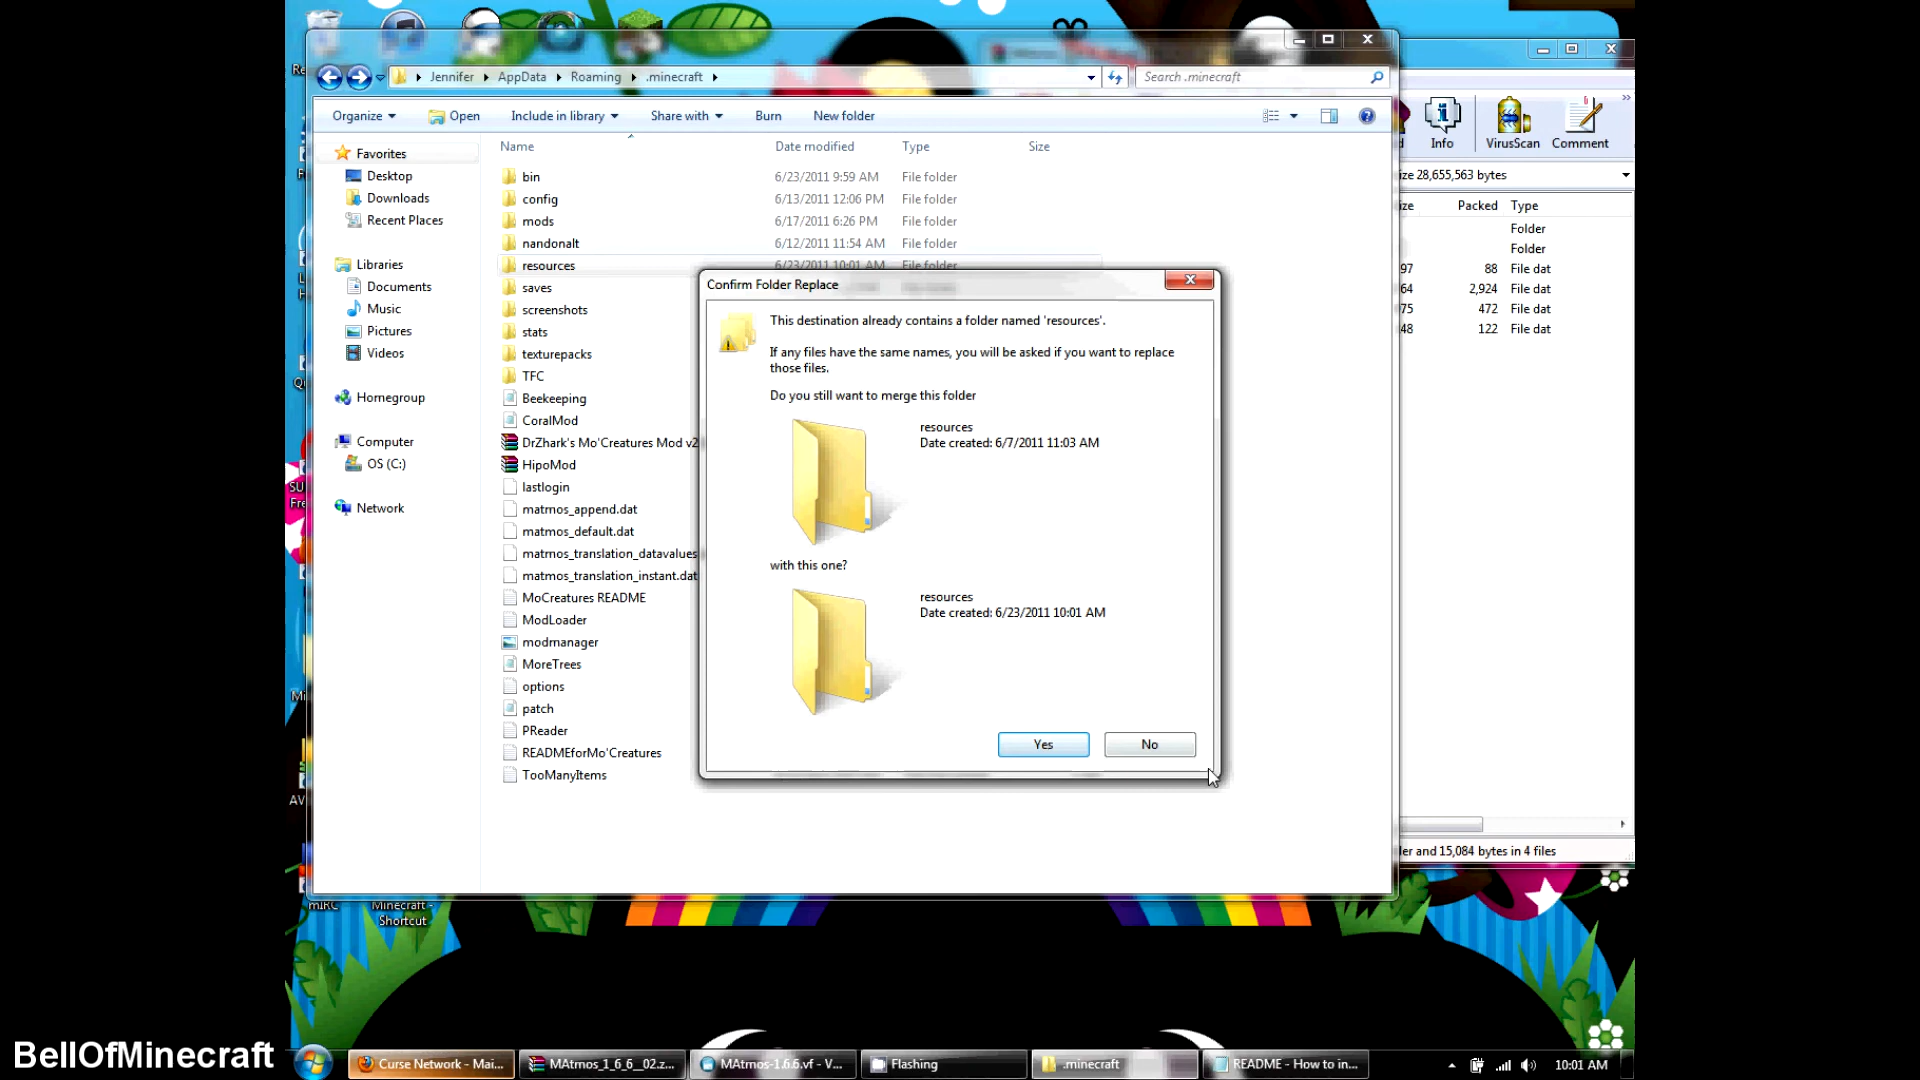 Jennifer
AppData
Roaming
.minecraft
Search .minecraft
Organize
Open
Include in library
Share with
Burn
New folder
Name
Date modified
Type
Size
Favorites
Desktop
Downloads
Recent Places
Libraries
Documents
Music
Pictures
Videos
Homegroup
Computer
OS (C:)
Network
bin 6/23/2011 9:59 AM File folder
config 6/13/2011 12:06 PM File folder
mods 6/17/2011 6:26 PM File folder
nandonalt 6/12/2011 11:54 AM File folder
resources 6/23/2011 10:01 AM File folder
saves
screenshots
stats
texturepacks
TFC
Beekeeping
CoralMod
DrZhark's Mo'Creatures Mod v2
HipoMod
lastlogin
matmos_append.dat
matmos_default.dat
matmos_translation_datavalues
matmos_translation_instant.dat
MoCreatures README
ModLoader
modmanager
MoreTrees
options
patch
PReader
READMEforMo'Creatures
TooManyItems
Confirm Folder Replace
This destination already contains a folder named 'resources'.
If any files have the same names, you will be asked if you want to replace
those files.
Do you still want to merge this folder
resources
Date created: 6/7/2011 11:03 AM
with this one?
resources
Date created: 6/23/2011 10:01 AM
Yes
No
Info
VirusScan
Comment
ize 28,655,563 bytes
ize Packed Type
Folder
Folder
97 88 File dat
64 2,924 File dat
75 472 File dat
48 122 File dat
der and 15,084 bytes in 4 files
mIRC
Minecraft -
Shortcut
BellOfMinecraft
Curse Network - Mai...
MAtmos_1_6_6__02.z...
MAtmos-1.6.6.vf - V...
Flashing
.minecraft
README - How to in...
10:01 AM